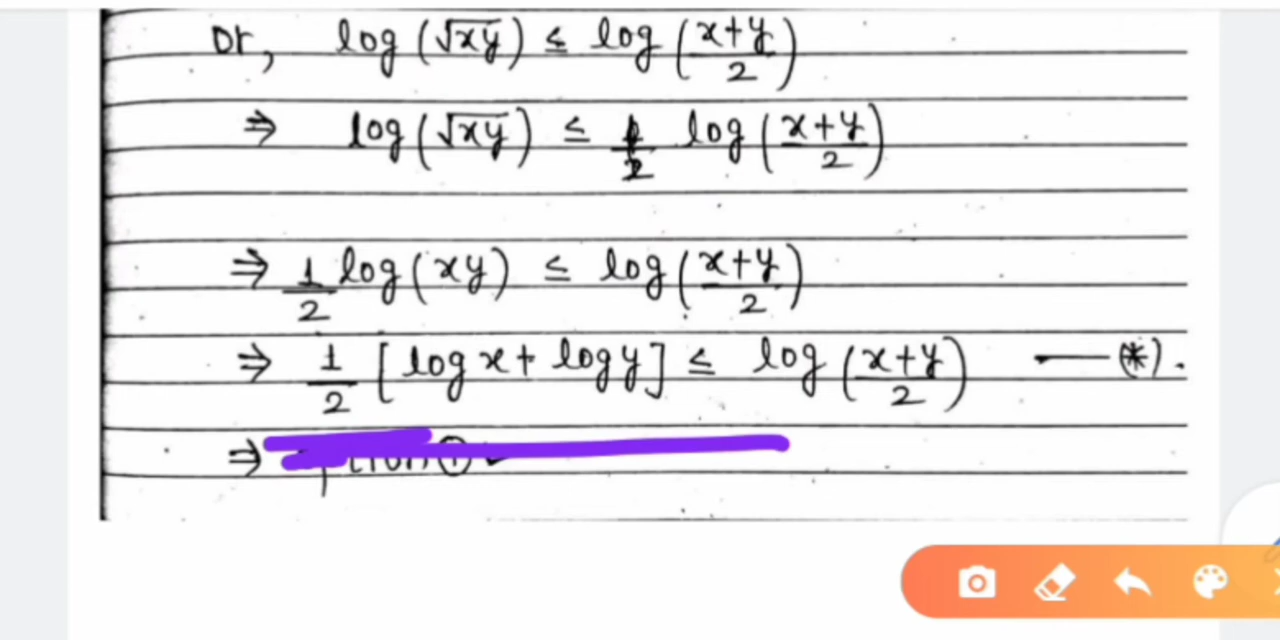 Or, log (√xy) ≤ log ((x+y)/2)
⇒ log (√xy) ≤ 1/2 log ((x+y)/2)
⇒ 1/2 log (xy) ≤ log ((x+y)/2)
⇒ 1/2 [log x + log y] ≤ log ((x+y)/2) — (*).
⇒ ①